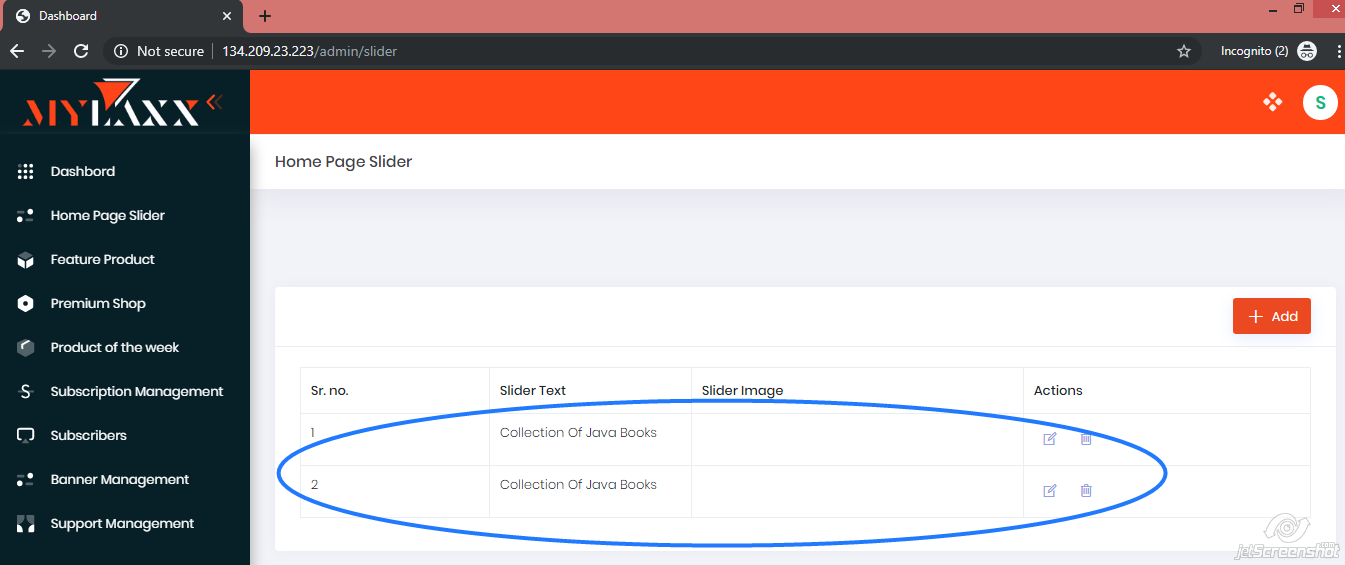 Dashboard
Not secure
134.209.23.223/admin/slider
Incognito (2)
MYTAXX
S
Home Page Slider
Dashbord
Home Page Slider
Feature Product
Premium Shop
Product of the week
Subscription Management
Subscribers
Banner Management
Support Management
Add
Sr. no. Slider Text Slider Image Actions
1 Collection Of Java Books
2 Collection Of Java Books
jetScreenshot.com